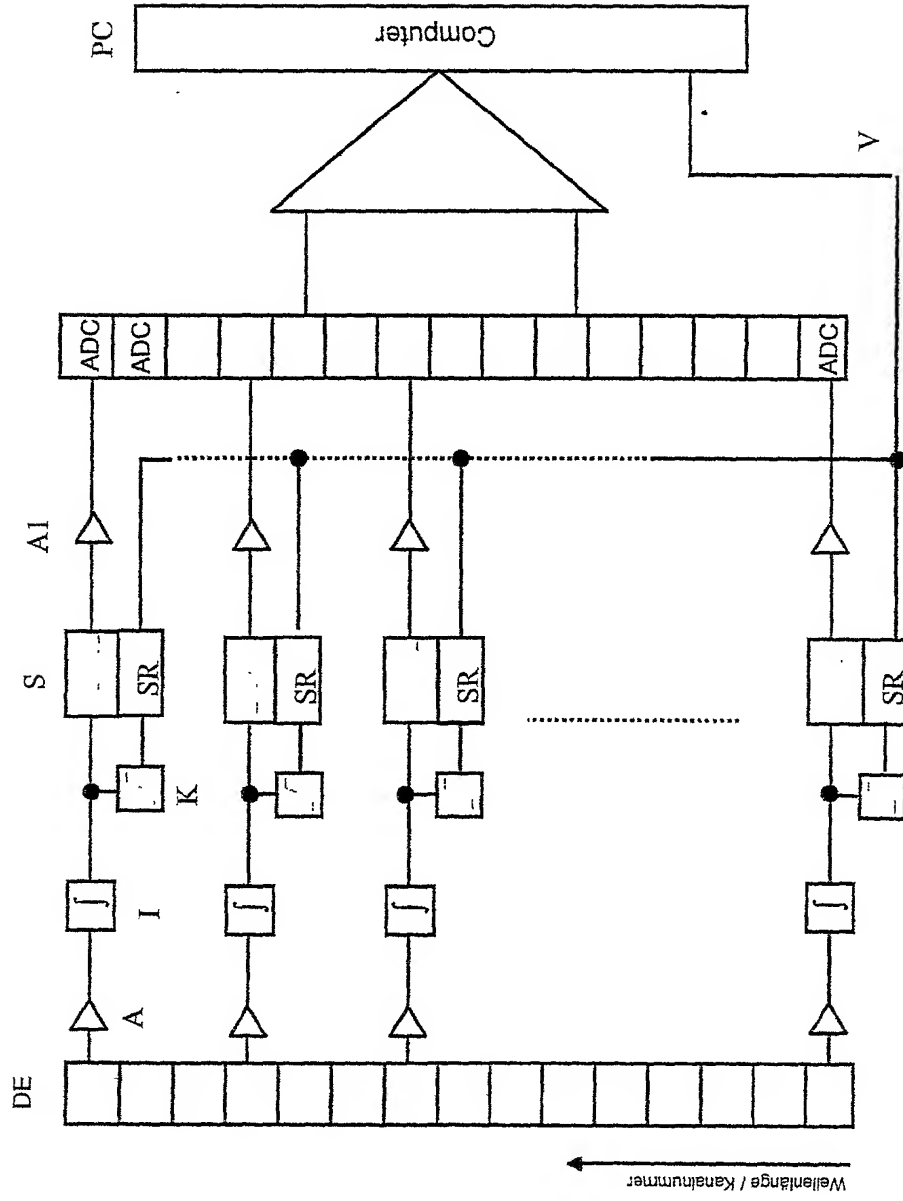 PC
Computer
V
ADC
ADC
ADC
A1
S
SR
SR
SR
SR
K
∫
∫
∫
∫
I
A
DE
Wellenlänge / Kanalnummer